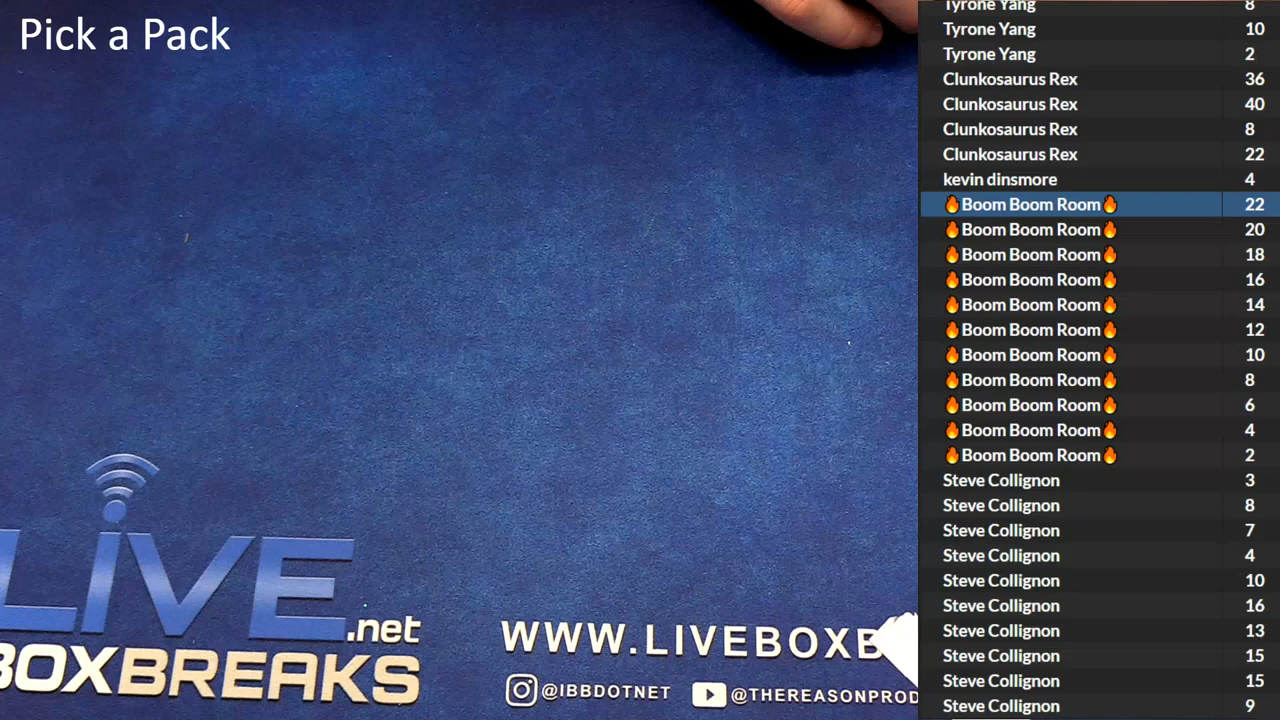 Pick a Pack
LIVE
.net
BOXBREAKS
WWW.LIVEBOXB
@IBBDOTNET
@THEREASONPROD
Tyrone Yang 8
Tyrone Yang 10
Tyrone Yang 2
Clunkosaurus Rex 36
Clunkosaurus Rex 40
Clunkosaurus Rex 8
Clunkosaurus Rex 22
kevin dinsmore 4
🔥Boom Boom Room🔥 22
🔥Boom Boom Room🔥 20
🔥Boom Boom Room🔥 18
🔥Boom Boom Room🔥 16
🔥Boom Boom Room🔥 14
🔥Boom Boom Room🔥 12
🔥Boom Boom Room🔥 10
🔥Boom Boom Room🔥 8
🔥Boom Boom Room🔥 6
🔥Boom Boom Room🔥 4
🔥Boom Boom Room🔥 2
Steve Collignon 3
Steve Collignon 8
Steve Collignon 7
Steve Collignon 4
Steve Collignon 10
Steve Collignon 16
Steve Collignon 13
Steve Collignon 15
Steve Collignon 15
Steve Collignon 9